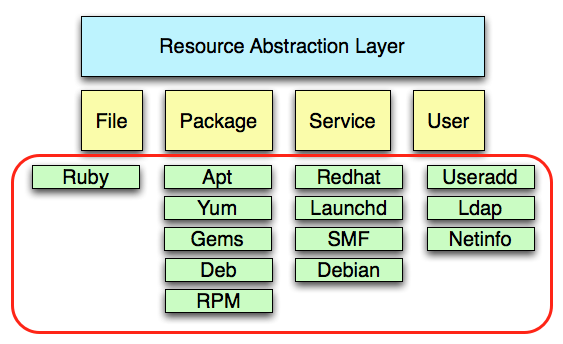 Resource Abstraction Layer
File
Package
Service
User
Ruby
Apt
Redhat
Useradd
Yum
Launchd
Ldap
Gems
SMF
Netinfo
Deb
Debian
RPM